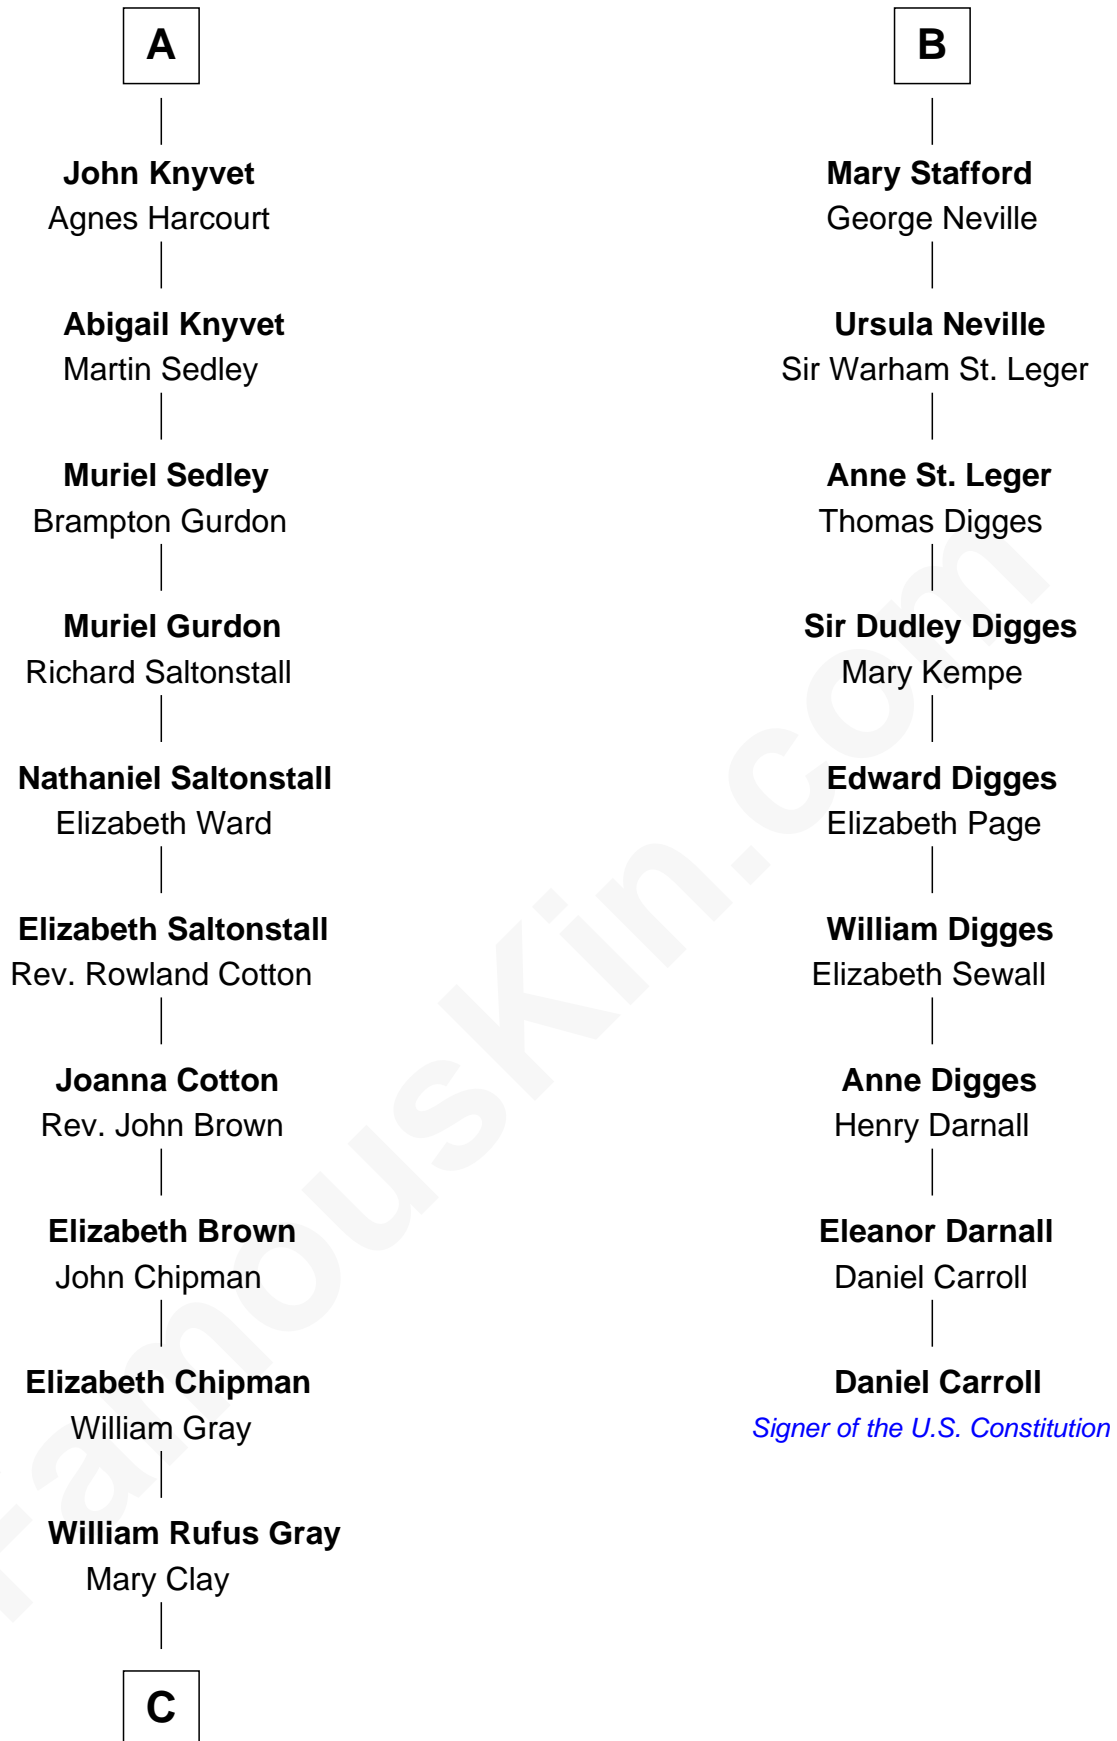 A
John Knyvet
Agnes Harcourt
Abigail Knyvet
Martin Sedley
Muriel Sedley
Brampton Gurdon
Muriel Gurdon
Richard Saltonstall
Nathaniel Saltonstall
Elizabeth Ward
Elizabeth Saltonstall
Rev. Rowland Cotton
Joanna Cotton
Rev. John Brown
Elizabeth Brown
John Chipman
Elizabeth Chipman
William Gray
William Rufus Gray
Mary Clay
C
B
Mary Stafford
George Neville
Ursula Neville
Sir Warham St. Leger
Anne St. Leger
Thomas Digges
Sir Dudley Digges
Mary Kempe
Edward Digges
Elizabeth Page
William Digges
Elizabeth Sewall
Anne Digges
Henry Darnall
Eleanor Darnall
Daniel Carroll
Daniel Carroll
Signer of the U.S. Constitution
FamousKin.com